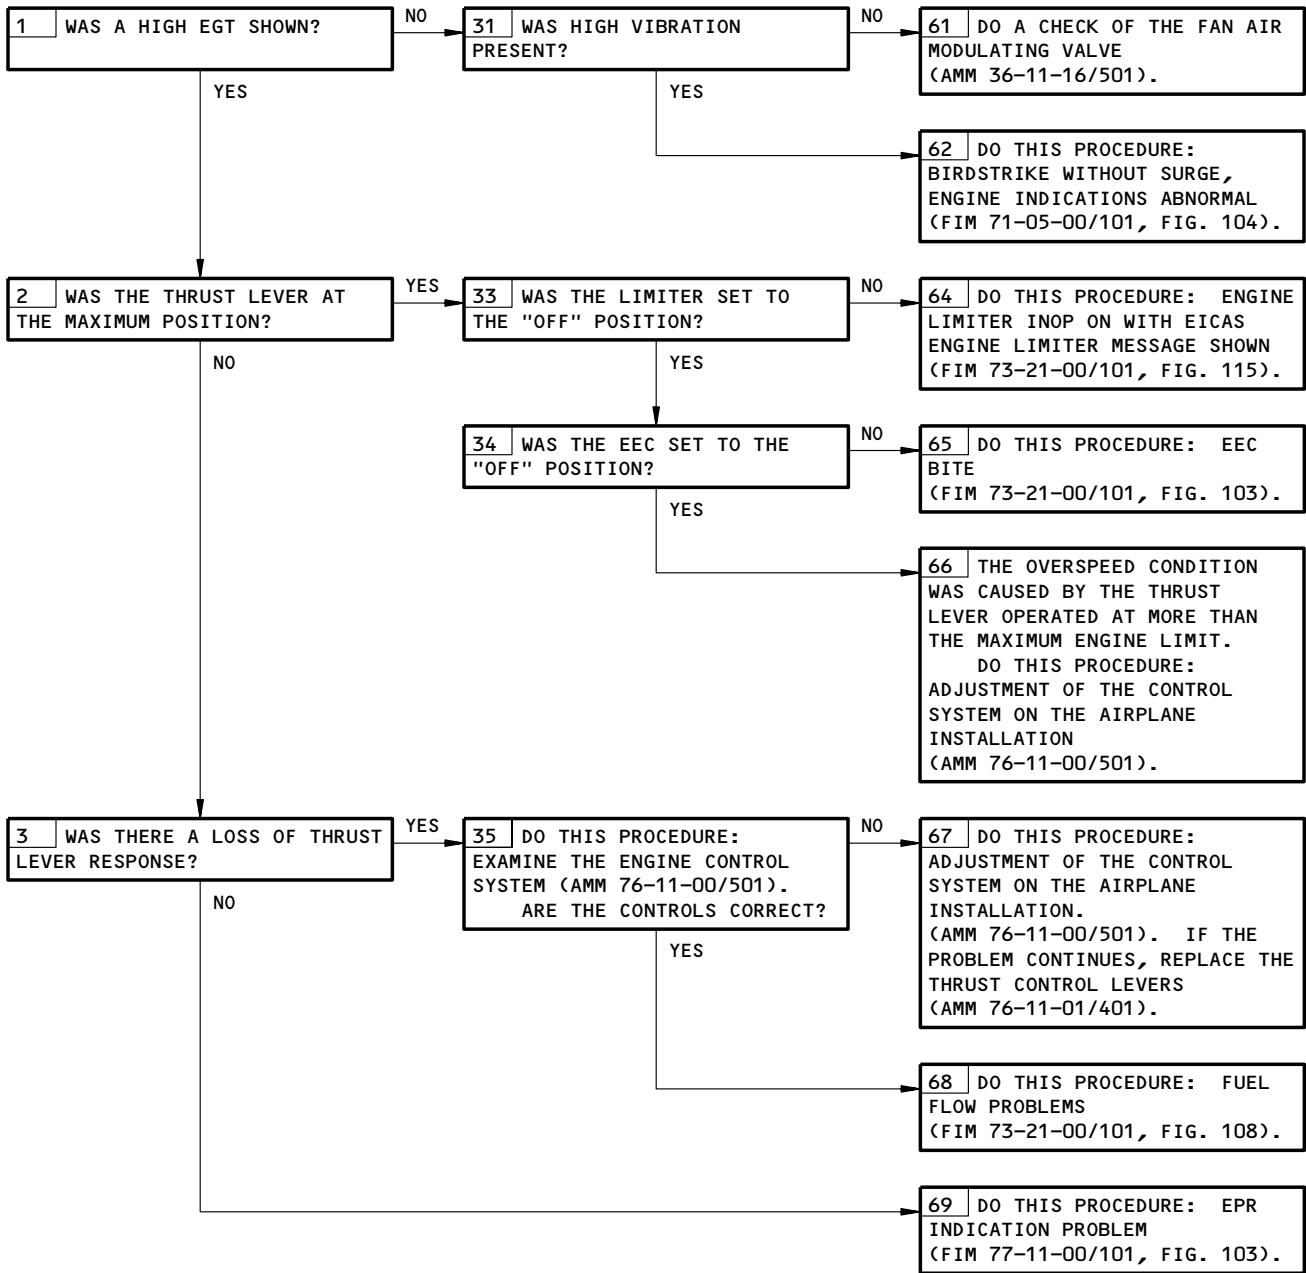 1 WAS A HIGH EGT SHOWN?
NO
YES
31 WAS HIGH VIBRATION
PRESENT?
NO
YES
61 DO A CHECK OF THE FAN AIR
MODULATING VALVE
(AMM 36-11-16/501).
62 DO THIS PROCEDURE:
BIRDSTRIKE WITHOUT SURGE,
ENGINE INDICATIONS ABNORMAL
(FIM 71-05-00/101, FIG. 104).
2 WAS THE THRUST LEVER AT
THE MAXIMUM POSITION?
YES
NO
33 WAS THE LIMITER SET TO
THE "OFF" POSITION?
NO
YES
64 DO THIS PROCEDURE: ENGINE
LIMITER INOP ON WITH EICAS
ENGINE LIMITER MESSAGE SHOWN
(FIM 73-21-00/101, FIG. 115).
34 WAS THE EEC SET TO THE
"OFF" POSITION?
NO
YES
65 DO THIS PROCEDURE: EEC
BITE
(FIM 73-21-00/101, FIG. 103).
66 THE OVERSPEED CONDITION
WAS CAUSED BY THE THRUST
LEVER OPERATED AT MORE THAN
THE MAXIMUM ENGINE LIMIT.
DO THIS PROCEDURE:
ADJUSTMENT OF THE CONTROL
SYSTEM ON THE AIRPLANE
INSTALLATION
(AMM 76-11-00/501).
3 WAS THERE A LOSS OF THRUST
LEVER RESPONSE?
YES
NO
35 DO THIS PROCEDURE:
EXAMINE THE ENGINE CONTROL
SYSTEM (AMM 76-11-00/501).
ARE THE CONTROLS CORRECT?
NO
YES
67 DO THIS PROCEDURE:
ADJUSTMENT OF THE CONTROL
SYSTEM ON THE AIRPLANE
INSTALLATION.
(AMM 76-11-00/501). IF THE
PROBLEM CONTINUES, REPLACE THE
THRUST CONTROL LEVERS
(AMM 76-11-01/401).
68 DO THIS PROCEDURE: FUEL
FLOW PROBLEMS
(FIM 73-21-00/101, FIG. 108).
69 DO THIS PROCEDURE: EPR
INDICATION PROBLEM
(FIM 77-11-00/101, FIG. 103).